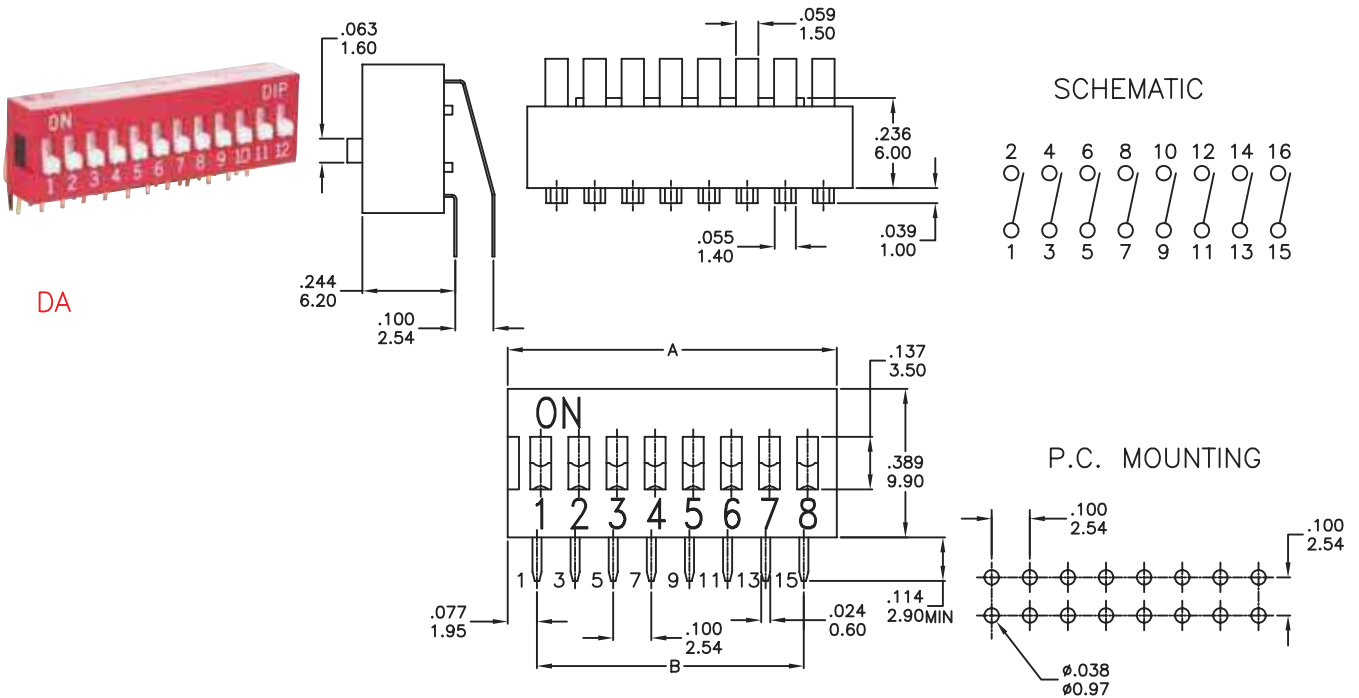 ON
DIP
1 2 3 4 5 6 7 8 9 10 11 12
DA
.063
1.60
.244
6.20
.100
2.54
.059
1.50
.236
6.00
.055
1.40
.039
1.00
SCHEMATIC
2 4 6 8 10 12 14 16
1 3 5 7 9 11 13 15
A
.137
3.50
ON
.389
9.90
1 2 3 4 5 6 7 8
1 3 5 7 9 11 13 15
.077
1.95
.100
2.54
.024
0.60
.114
2.90MIN
B
P.C. MOUNTING
.100
2.54
.100
2.54
ø.038
ø0.97